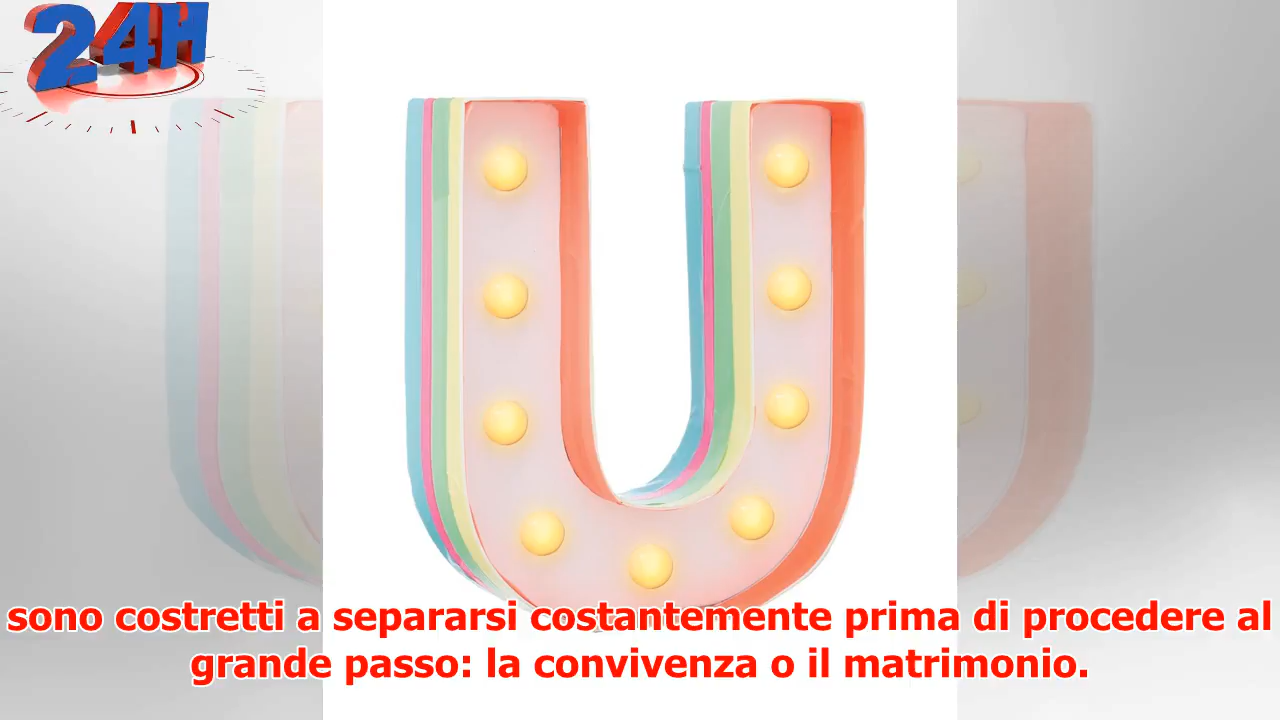 24H
U
sono costretti a separarsi costantemente prima di procedere al
grande passo: la convivenza o il matrimonio.